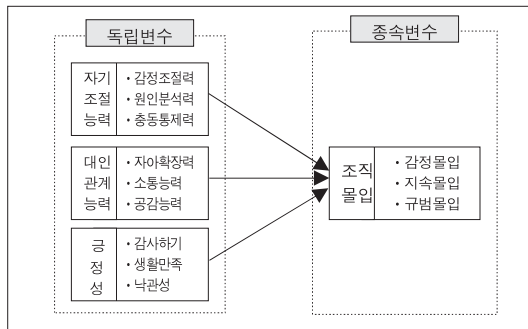 독립변수
종속변수
자기
조절
능력
• 감정조절력
• 원인분석력
• 충동통제력
대인
관계
능력
• 자아확장력
• 소통능력
• 공감능력
긍
정
성
• 감사하기
• 생활만족
• 낙관성
조직
몰입
• 감정몰입
• 지속몰입
• 규범몰입